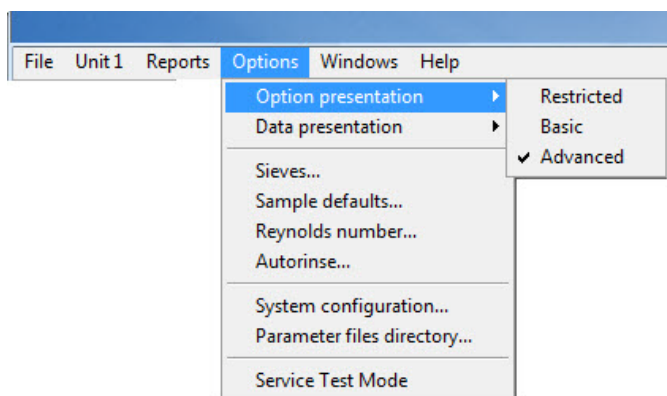 File Unit 1 Reports Options Windows Help
Option presentation
Restricted
Data presentation
Basic
Advanced
Sieves...
Sample defaults...
Reynolds number...
Autorinse...
System configuration...
Parameter files directory...
Service Test Mode